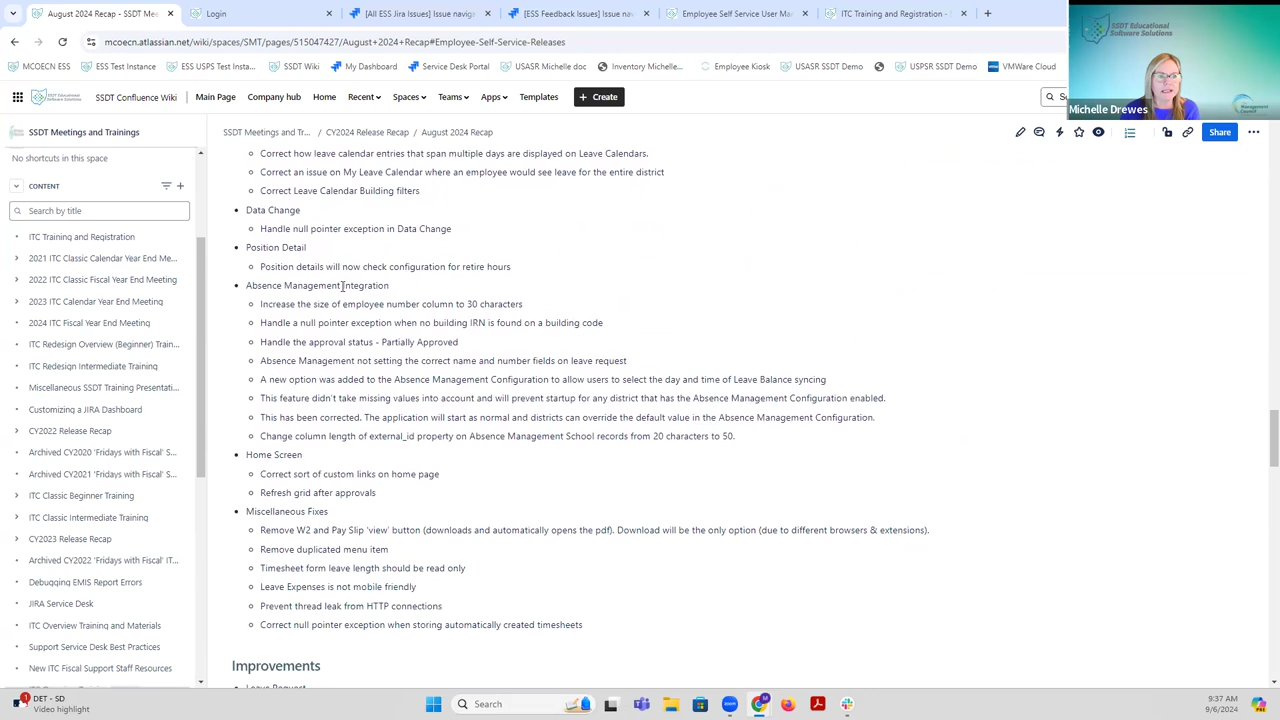 August 2024 Recap - SSDT Mee
Login
[All ESS Jira] Issue navig
[ESS Feedback Issues] Issue na
Employee Self Service User Ma
ITC Training and Registration -
mcoecn.atlassian.net/wiki/spaces/SMT/pages/515047427/August+2024+Recap#Employee-Self-Service-Releases
MCOECN ESS
ESS Test Instance
ESS USPS Test Insta...
SSDT Wiki
My Dashboard
Service Desk Portal
USASR Michelle doc
Inventory Michelle...
Employee Kiosk
USASR SSDT Demo
USPSR SSDT Demo
VMWare Cloud
SSDT Educational
Software Solutions
Michelle Drewes
Management
Council
SSDT Confluence Wiki
Main Page
Company hub
Home
Recent
Spaces
Teams
Apps
Templates
+ Create
SSDT Meetings and Trainings
SSDT Meetings and Tr... / CY2024 Release Recap / August 2024 Recap
Share
No shortcuts in this space
CONTENT
Search by title
ITC Training and Registration
2021 ITC Classic Calendar Year End Me...
2022 ITC Classic Fiscal Year End Meeting
2023 ITC Calendar Year End Meeting
2024 ITC Fiscal Year End Meeting
ITC Redesign Overview (Beginner) Train...
ITC Redesign Intermediate Training
Miscellaneous SSDT Training Presentati...
Customizing a JIRA Dashboard
CY2022 Release Recap
Archived CY2020 'Fridays with Fiscal' S...
Archived CY2021 'Fridays with Fiscal' S...
ITC Classic Beginner Training
ITC Classic Intermediate Training
CY2023 Release Recap
Archived CY2022 'Fridays with Fiscal' IT...
Debugging EMIS Report Errors
JIRA Service Desk
ITC Overview Training and Materials
Support Service Desk Best Practices
New ITC Fiscal Support Staff Resources
Correct how leave calendar entries that span multiple days are displayed on Leave Calendars.
Correct an issue on My Leave Calendar where an employee would see leave for the entire district
Correct Leave Calendar Building filters
Data Change
Handle null pointer exception in Data Change
Position Detail
Position details will now check configuration for retire hours
Absence Management Integration
Increase the size of employee number column to 30 characters
Handle a null pointer exception when no building IRN is found on a building code
Handle the approval status - Partially Approved
Absence Management not setting the correct name and number fields on leave request
A new option was added to the Absence Management Configuration to allow users to select the day and time of Leave Balance syncing
This feature didn't take missing values into account and will prevent startup for any district that has the Absence Management Configuration enabled.
This has been corrected. The application will start as normal and districts can override the default value in the Absence Management Configuration.
Change column length of external_id property on Absence Management School records from 20 characters to 50.
Home Screen
Correct sort of custom links on home page
Refresh grid after approvals
Miscellaneous Fixes
Remove W2 and Pay Slip 'view' button (downloads and automatically opens the pdf). Download will be the only option (due to different browsers & extensions).
Remove duplicated menu item
Timesheet form leave length should be read only
Leave Expenses is not mobile friendly
Prevent thread leak from HTTP connections
Correct null pointer exception when storing automatically created timesheets
Improvements
Leave Request
1
DET - SD
Video highlight
Search
9:37 AM
9/6/2024